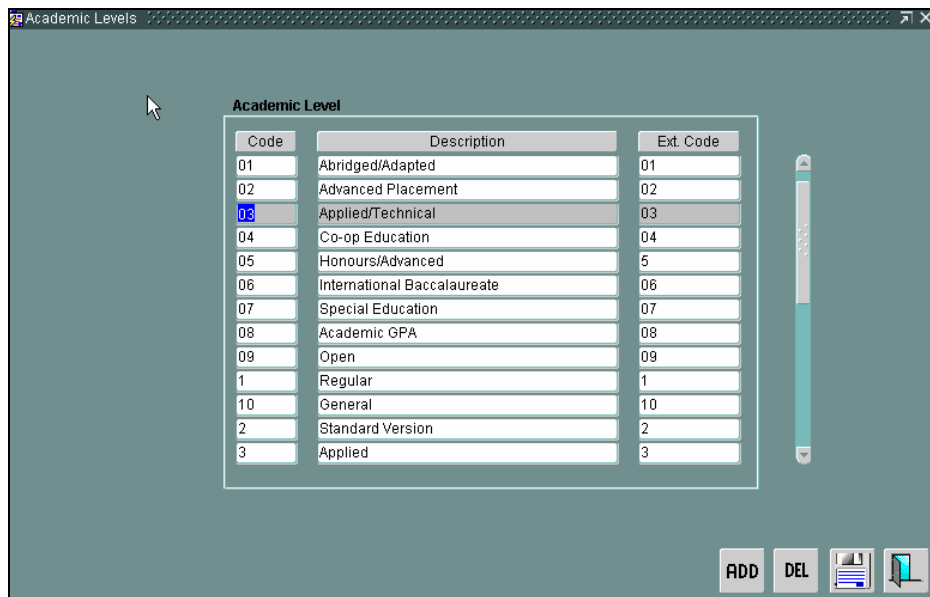 Academic Levels
Academic Level
Code Description Ext. Code
01 Abridged/Adapted 01
02 Advanced Placement 02
03 Applied/Technical 03
04 Co-op Education 04
05 Honours/Advanced 5
06 International Baccalaureate 06
07 Special Education 07
08 Academic GPA 08
09 Open 09
1 Regular 1
10 General 10
2 Standard Version 2
3 Applied 3
ADD DEL